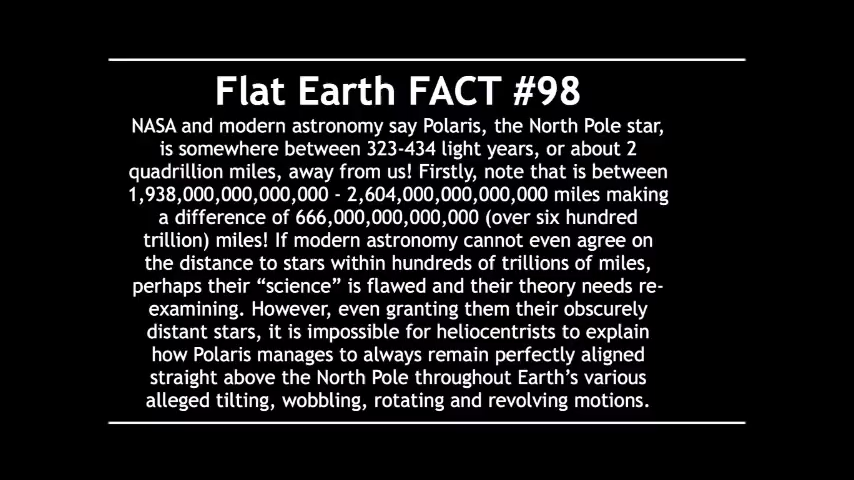 Flat Earth FACT #98
NASA and modern astronomy say Polaris, the North Pole star,
is somewhere between 323-434 light years, or about 2
quadrillion miles, away from us! Firstly, note that is between
1,938,000,000,000,000 - 2,604,000,000,000,000 miles making
a difference of 666,000,000,000,000 (over six hundred
trillion) miles! If modern astronomy cannot even agree on
the distance to stars within hundreds of trillions of miles,
perhaps their “science” is flawed and their theory needs re-
examining. However, even granting them their obscurely
distant stars, it is impossible for heliocentrists to explain
how Polaris manages to always remain perfectly aligned
straight above the North Pole throughout Earth’s various
alleged tilting, wobbling, rotating and revolving motions.